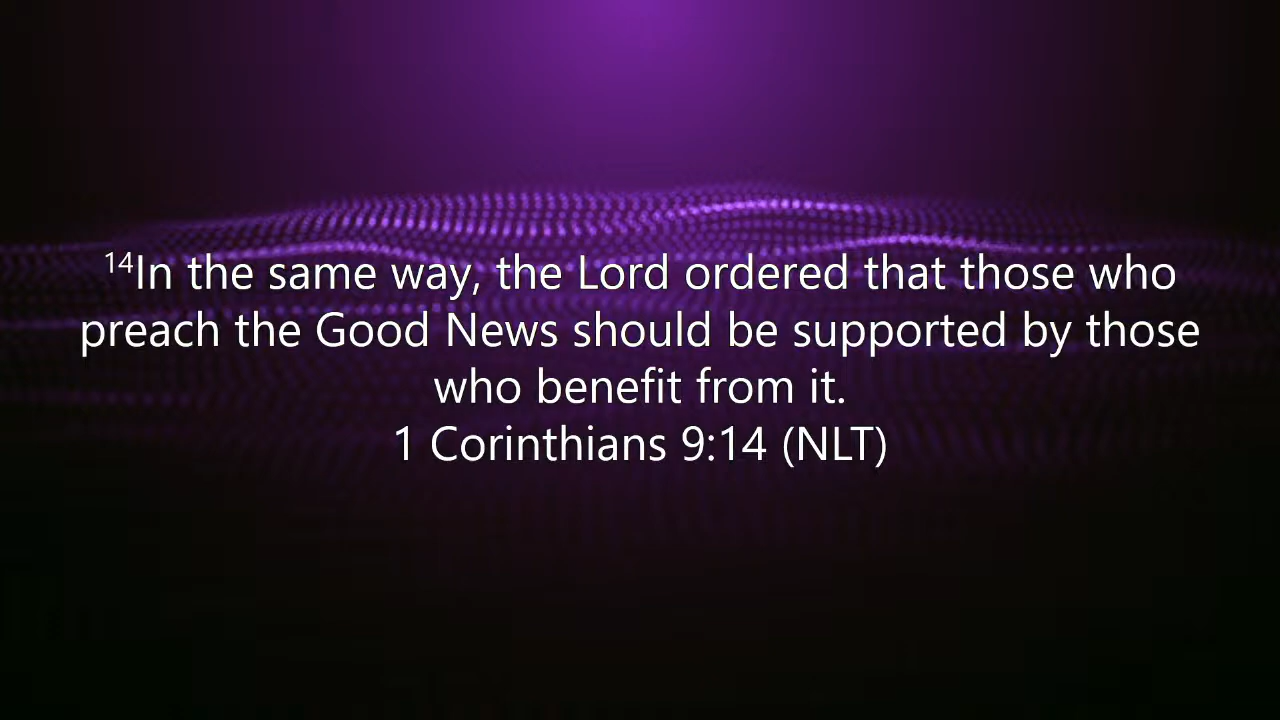 ¹⁴In the same way, the Lord ordered that those who
preach the Good News should be supported by those
who benefit from it.
1 Corinthians 9:14 (NLT)